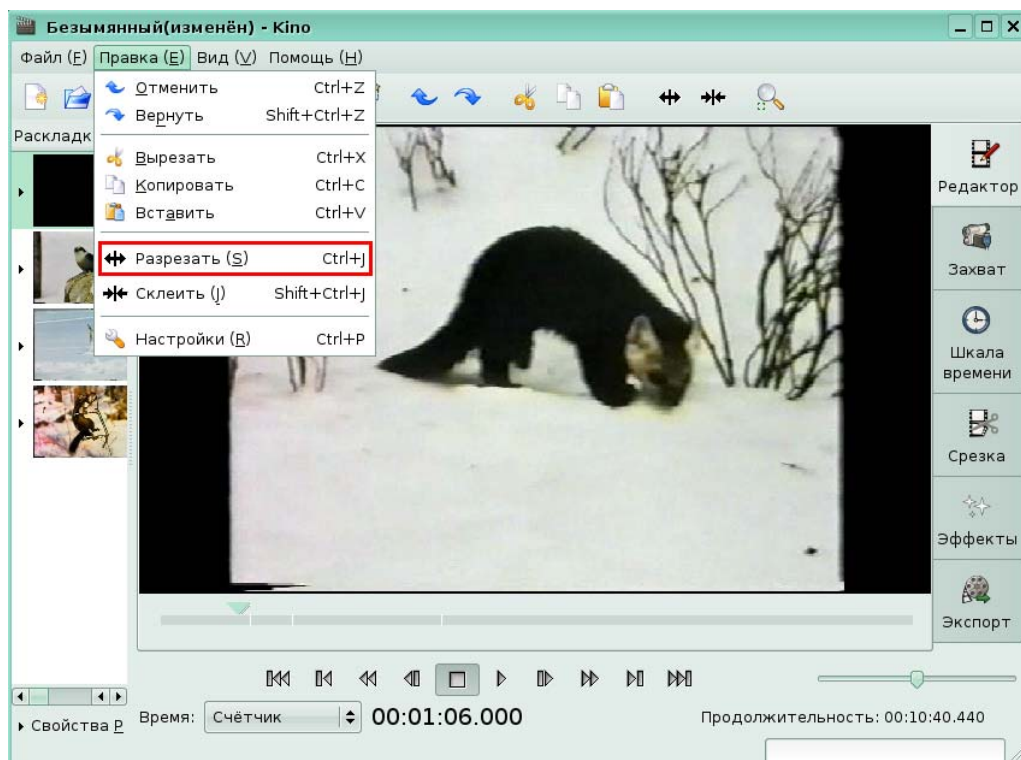 Безымянный(изменён) - Kino
Файл (F) Правка (E) Вид (V) Помощь (H)
Отменить Ctrl+Z
Вернуть Shift+Ctrl+Z
Вырезать Ctrl+X
Копировать Ctrl+C
Вставить Ctrl+V
Разрезать (S) Ctrl+J
Склеить (J) Shift+Ctrl+J
Настройки (R) Ctrl+P
Раскладк
Редактор
Захват
Шкала
времени
Срезка
Эффекты
Экспорт
Свойства Р
Время: Счётчик 00:01:06.000 Продолжительность: 00:10:40.440